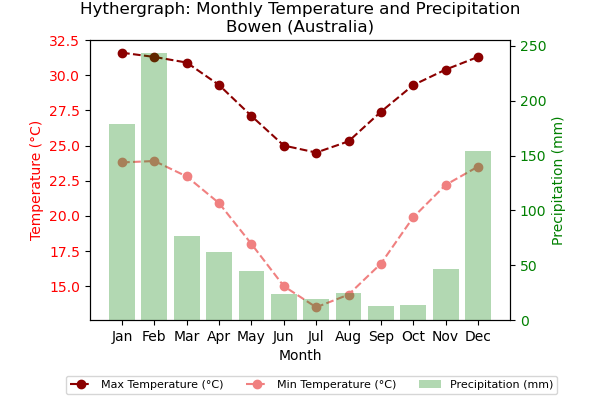 Hythergraph: Monthly Temperature and Precipitation
Bowen (Australia)
32.5
30.0
27.5
25.0
22.5
20.0
17.5
15.0
Temperature (°C)
250
200
150
100
50
0
Precipitation (mm)
Jan Feb Mar Apr May Jun Jul Aug Sep Oct Nov Dec
Month
Max Temperature (°C) Min Temperature (°C) Precipitation (mm)